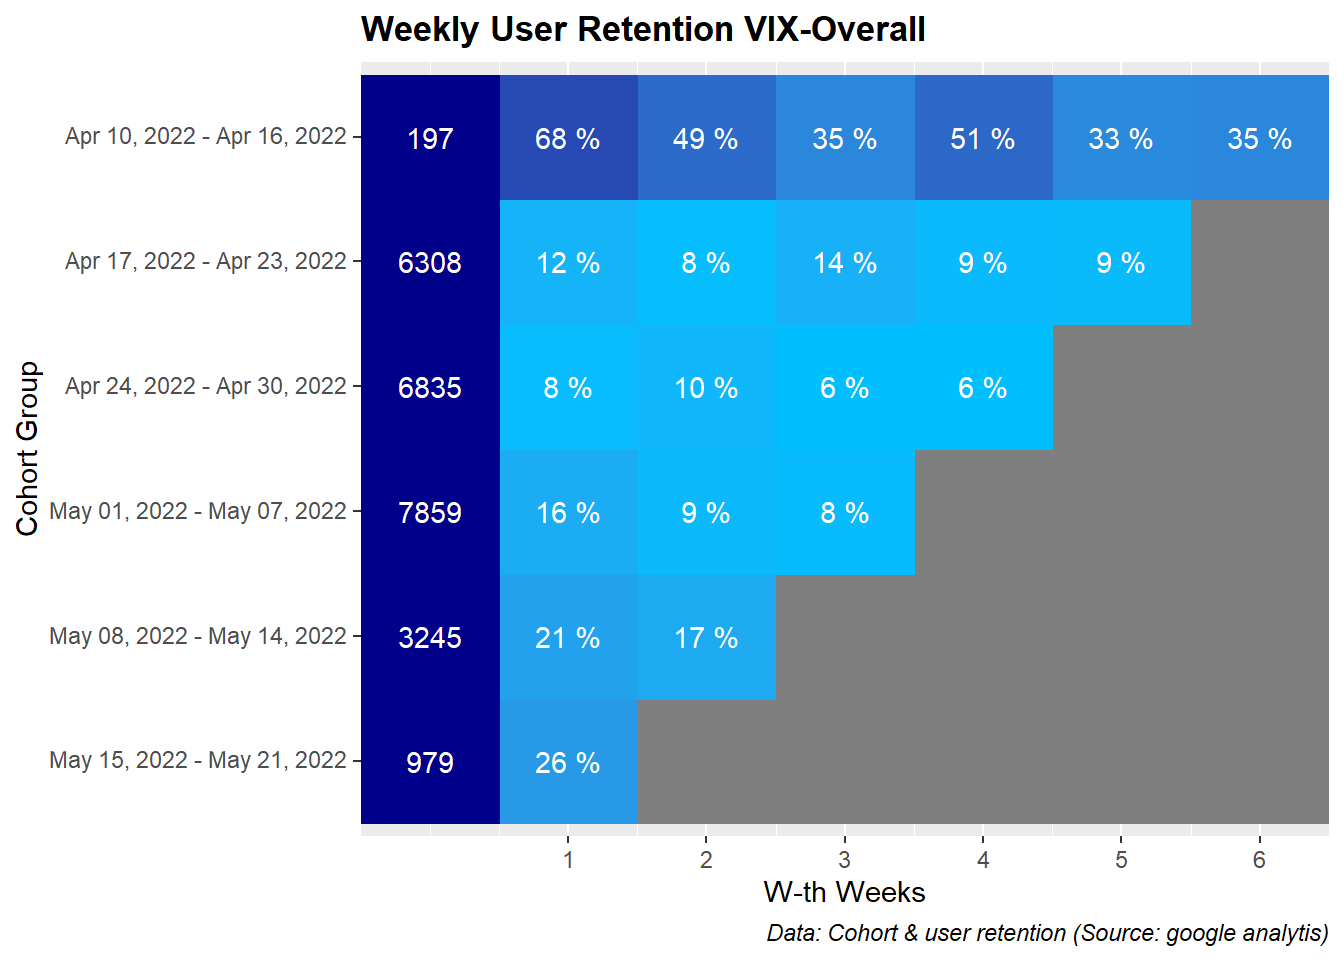 Weekly User Retention VIX-Overall
Cohort Group
Apr 10, 2022 - Apr 16, 2022 197 68 % 49 % 35 % 51 % 33 % 35 %
Apr 17, 2022 - Apr 23, 2022 6308 12 % 8 % 14 % 9 % 9 %
Apr 24, 2022 - Apr 30, 2022 6835 8 % 10 % 6 % 6 %
May 01, 2022 - May 07, 2022 7859 16 % 9 % 8 %
May 08, 2022 - May 14, 2022 3245 21 % 17 %
May 15, 2022 - May 21, 2022 979 26 %
1 2 3 4 5 6
W-th Weeks
Data: Cohort & user retention (Source: google analytis)